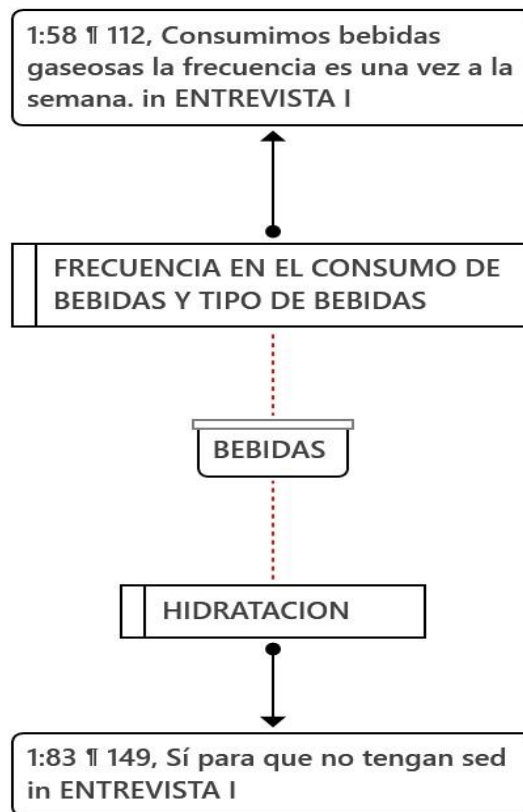 1:58 ¶ 112, Consumimos bebidas
gaseosas la frecuencia es una vez a la
semana. in ENTREVISTA I
FRECUENCIA EN EL CONSUMO DE
BEBIDAS Y TIPO DE BEBIDAS
BEBIDAS
HIDRATACION
1:83 ¶ 149, Sí para que no tengan sed
in ENTREVISTA I